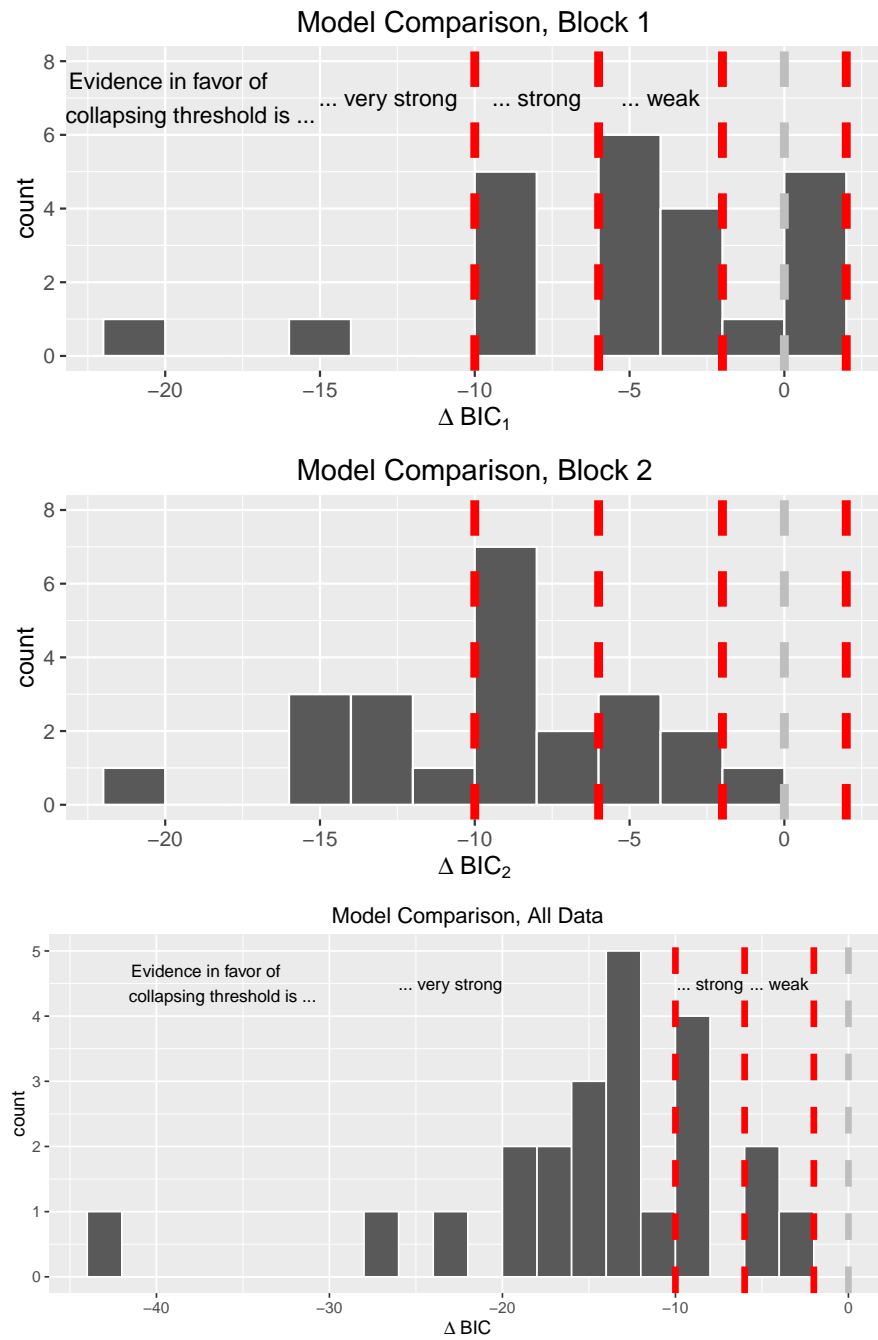 Model Comparison, Block 1
8
Evidence in favor of
collapsing threshold is ...
... very strong
... strong
... weak
6
4
2
0
count
−20 −15 −10 −5 0
Δ BIC₁
Model Comparison, Block 2
8
6
4
2
0
count
−20 −15 −10 −5 0
Δ BIC₂
Model Comparison, All Data
5
Evidence in favor of
collapsing threshold is ...
... very strong
... strong
... weak
4
3
2
1
0
count
−40 −30 −20 −10 0
Δ BIC